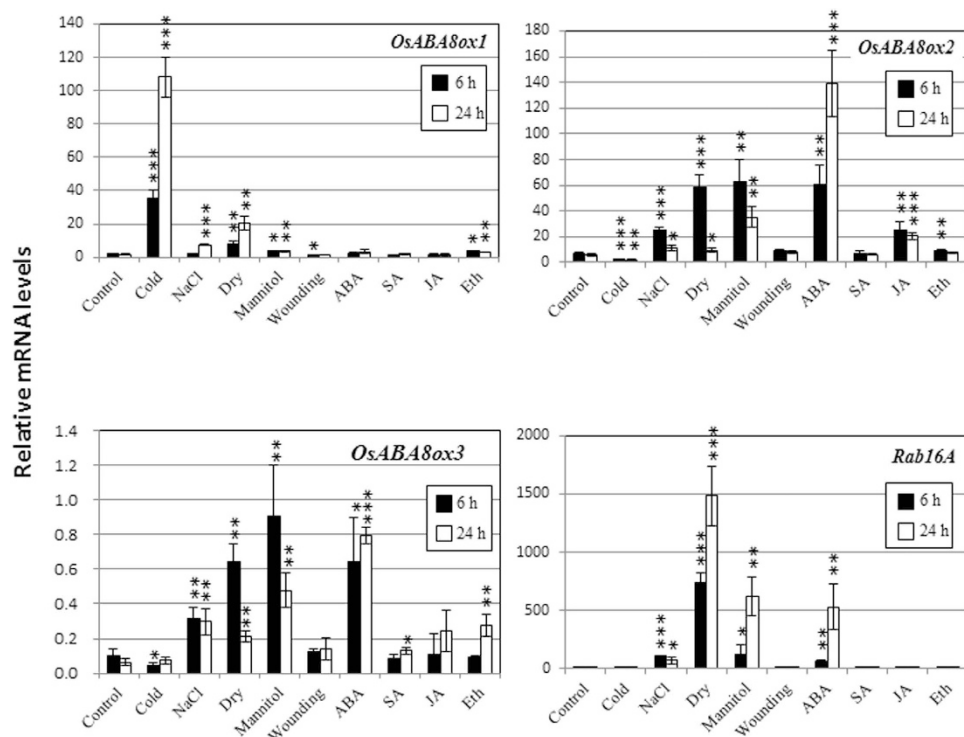 Relative mRNA levels
OsABA8ox1
140
120
100
80
60
40
20
0
6 h
24 h
***
***
***
**
**
*
**
*
*
**
Control
Cold
NaCl
Dry
Mannitol
Wounding
ABA
SA
JA
Eth
OsABA8ox2
180
160
140
120
100
80
60
40
20
0
6 h
24 h
***
**
***
*
***
*
**
**
**
***
**
***
**
Control
Cold
NaCl
Dry
Mannitol
Wounding
ABA
SA
JA
Eth
OsABA8ox3
1.4
1.2
1.0
0.8
0.6
0.4
0.2
0.0
6 h
24 h
*
**
**
**
**
**
**
*
***
*
**
Control
Cold
NaCl
Dry
Mannitol
Wounding
ABA
SA
JA
Eth
Rab16A
2000
1500
1000
500
0
6 h
24 h
***
*
***
***
*
**
**
**
Control
Cold
NaCl
Dry
Mannitol
Wounding
ABA
SA
JA
Eth